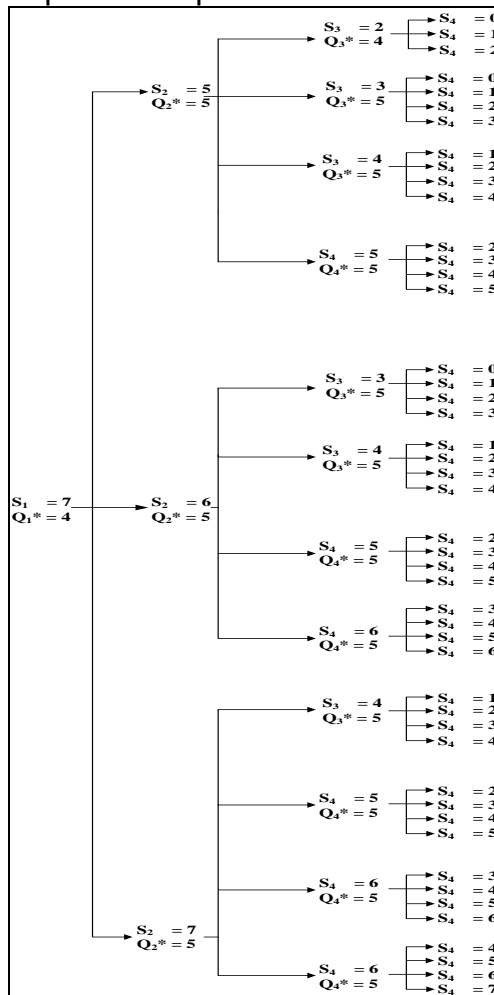 S₃ = 2
Q₃* = 4
S₄ = 0
S₄ = 1
S₄ = 2
S₂ = 5
Q₂* = 5
S₃ = 3
Q₃* = 5
S₄ = 0
S₄ = 1
S₄ = 2
S₄ = 3
S₃ = 4
Q₃* = 5
S₄ = 1
S₄ = 2
S₄ = 3
S₄ = 4
S₄ = 5
Q₄* = 5
S₄ = 2
S₄ = 3
S₄ = 4
S₄ = 5
S₃ = 3
Q₃* = 5
S₄ = 0
S₄ = 1
S₄ = 2
S₄ = 3
S₃ = 4
Q₃* = 5
S₄ = 1
S₄ = 2
S₄ = 3
S₄ = 4
S₁ = 7
Q₁* = 4
S₂ = 6
Q₂* = 5
S₄ = 5
Q₄* = 5
S₄ = 2
S₄ = 3
S₄ = 4
S₄ = 5
S₄ = 6
Q₄* = 5
S₄ = 3
S₄ = 4
S₄ = 5
S₄ = 6
S₃ = 4
Q₃* = 5
S₄ = 1
S₄ = 2
S₄ = 3
S₄ = 4
S₄ = 5
Q₄* = 5
S₄ = 2
S₄ = 3
S₄ = 4
S₄ = 5
S₄ = 6
Q₄* = 5
S₄ = 3
S₄ = 4
S₄ = 5
S₄ = 6
S₂ = 7
Q₂* = 5
S₄ = 6
Q₄* = 5
S₄ = 4
S₄ = 5
S₄ = 6
S₄ = 7